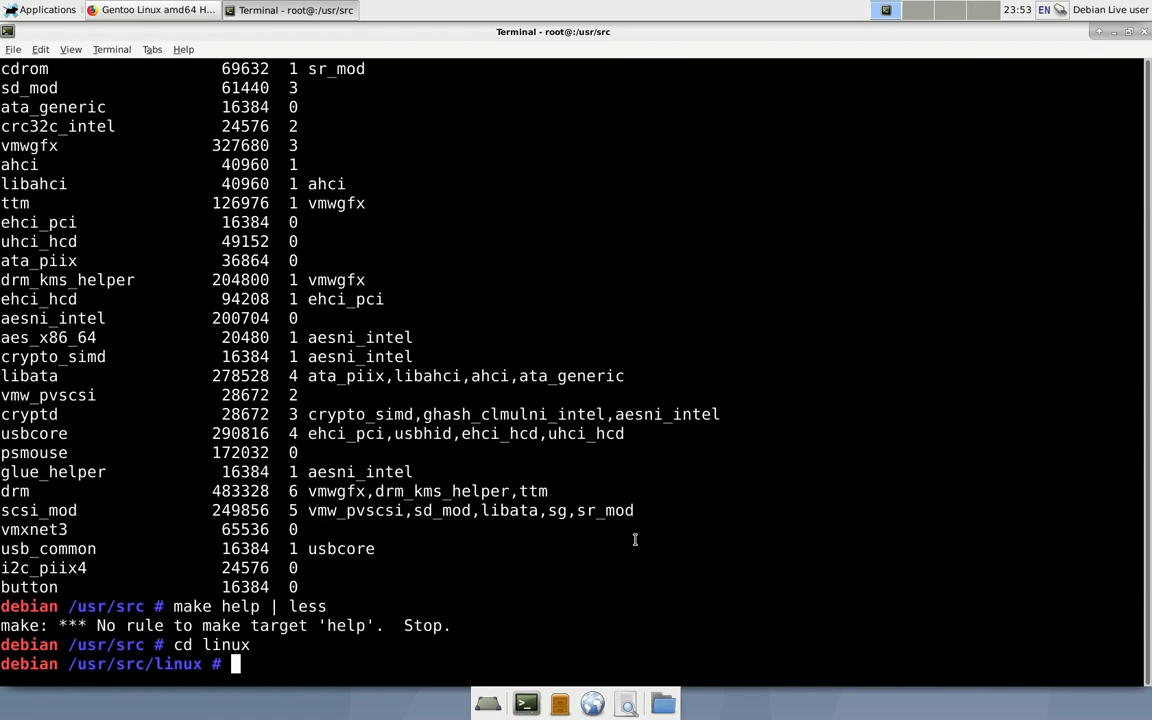 Applications Gentoo Linux amd64 H... Terminal - root@:/usr/src 23:53 EN Debian Live user
Terminal - root@:/usr/src
File Edit View Terminal Tabs Help
cdrom 69632 1 sr_mod
sd_mod 61440 3
ata_generic 16384 0
crc32c_intel 24576 2
vmwgfx 327680 3
ahci 40960 1
libahci 40960 1 ahci
ttm 126976 1 vmwgfx
ehci_pci 16384 0
uhci_hcd 49152 0
ata_piix 36864 0
drm_kms_helper 204800 1 vmwgfx
ehci_hcd 94208 1 ehci_pci
aesni_intel 200704 0
aes_x86_64 20480 1 aesni_intel
crypto_simd 16384 1 aesni_intel
libata 278528 4 ata_piix,libahci,ahci,ata_generic
vmw_pvscsi 28672 2
cryptd 28672 3 crypto_simd,ghash_clmulni_intel,aesni_intel
usbcore 290816 4 ehci_pci,usbhid,ehci_hcd,uhci_hcd
psmouse 172032 0
glue_helper 16384 1 aesni_intel
drm 483328 6 vmwgfx,drm_kms_helper,ttm
scsi_mod 249856 5 vmw_pvscsi,sd_mod,libata,sg,sr_mod
vmxnet3 65536 0
usb_common 16384 1 usbcore
i2c_piix4 24576 0
button 16384 0
debian /usr/src # make help | less
make: *** No rule to make target 'help'.  Stop.
debian /usr/src # cd linux
debian /usr/src/linux #